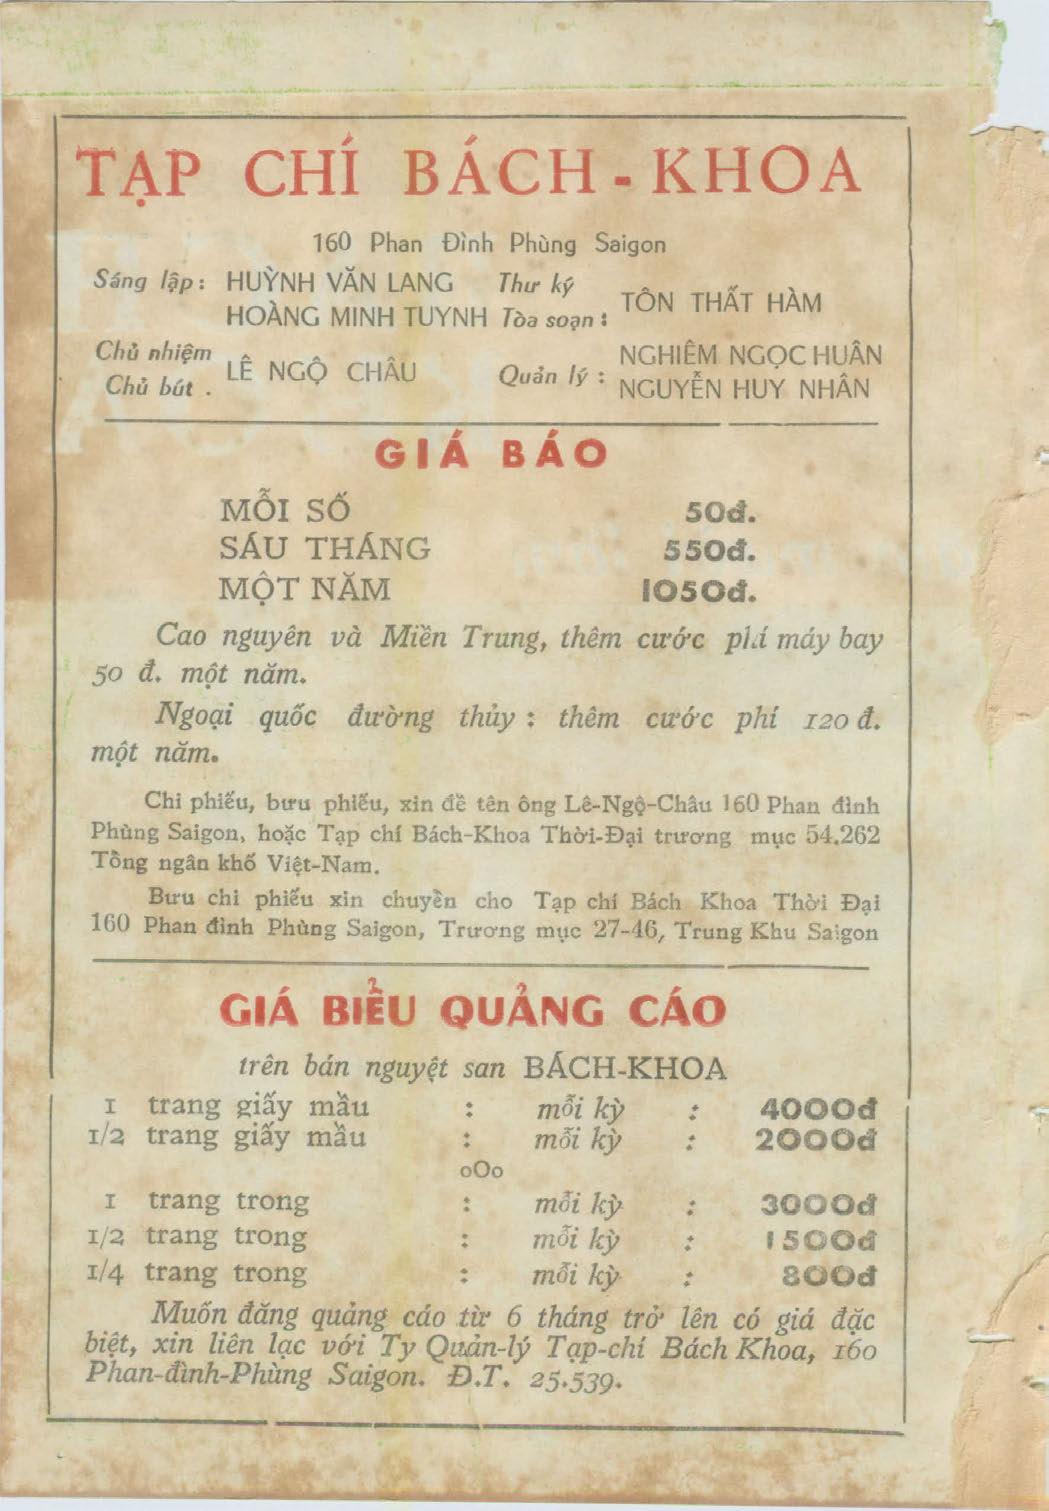 TẠP CHÍ BÁCH - KHOA
160 Phan Đình Phùng Saigon
Sáng lập : HUỲNH VĂN LANG
HOÀNG MINH TUYNH
Thư ký
Tòa soạn :
TÔN THẤT HÀM
Chủ nhiệm
Chủ bút .
LÊ NGỘ CHÂU
Quản lý :
NGHIÊM NGỌC HUÂN
NGUYỄN HUY NHÂN
GIÁ BÁO
MỖI SỐ 50đ.
SÁU THÁNG 550đ.
MỘT NĂM 1050đ.
Cao nguyên và Miền Trung, thêm cước phí máy bay
50 đ. một năm.
Ngoại quốc đường thủy : thêm cước phí 120 đ.
một năm.
Chi phiếu, bưu phiếu, xin đề tên ông Lê-Ngộ-Châu 160 Phan đình
Phùng Saigon, hoặc Tạp chí Bách-Khoa Thời-Đại trương mục 54.262
Tồng ngân khố Việt-Nam.
Bưu chi phiếu xin chuyền cho Tạp chí Bách Khoa Thời Đại
160 Phan đình Phùng Saigon, Trương mục 27-46, Trung Khu Saigon
GIÁ BIỂU QUẢNG CÁO
trên bán nguyệt san BÁCH-KHOA
1 trang giấy mầu : mỗi kỳ : 4000đ
1/2 trang giấy mầu : mỗi kỳ : 2000đ
oOo
1 trang trong : mỗi kỳ : 3000đ
1/2 trang trong : mỗi kỳ : 1500đ
1/4 trang trong : mỗi kỳ : 800đ
Muốn đăng quảng cáo từ 6 tháng trở lên có giá đặc
biệt, xin liên lạc với Ty Quản-lý Tạp-chí Bách Khoa, 160
Phan-đình-Phùng Saigon. Đ.T. 25.539.